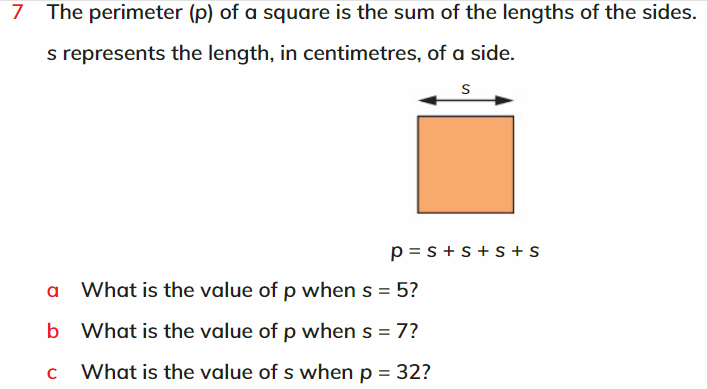 7 The perimeter (p) of a square is the sum of the lengths of the sides.
s represents the length, in centimetres, of a side.
s
p = s + s + s + s
a What is the value of p when s = 5?
b What is the value of p when s = 7?
c What is the value of s when p = 32?